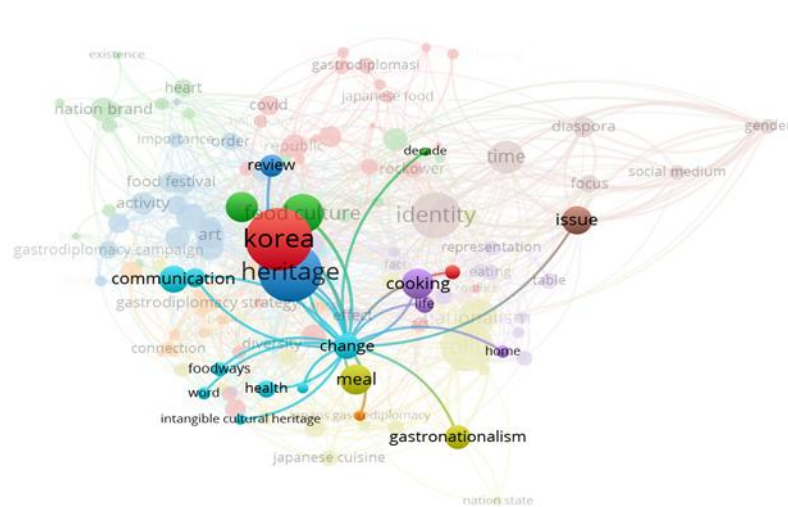 existence
gastrodiplomasi
heart
japanese food
nation brand
covid
gender
diaspora
importance
order
republic
decade
time
review
rockower
social medium
food festival
focus
activity
food culture
identity
issue
art
korea
gastrodiplomacy campaign
representation
heritage
fact
eating
communication
cooking
table
gastrodiplomacy strategy
life
effect
nationalism
connection
diversity
change
home
foodways
meal
word
health
intangible cultural heritage
gastrodiplomacy
gastronationalism
japanese cuisine
nation state